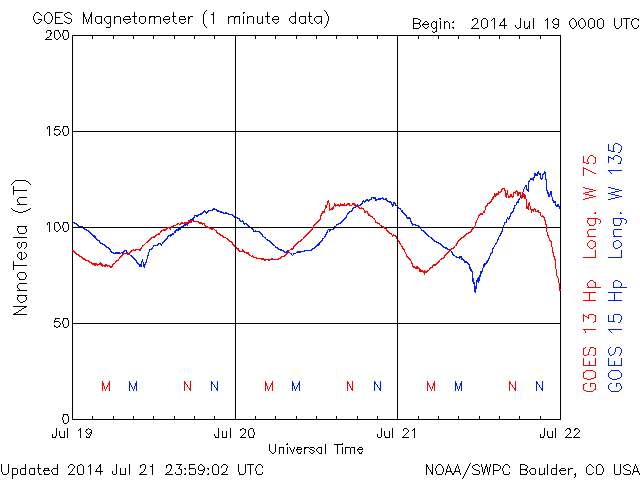 GOES Magnetometer (1 minute data)
Begin: 2014 Jul 19 0000 UTC
200
150
100
50
0
NanoTesla (nT)
M M N N M M N N M M N N
Jul 19 Jul 20 Jul 21 Jul 22
Universal Time
GOES 13 Hp Long. W 75
GOES 15 Hp Long. W 135
Updated 2014 Jul 21 23:59:02 UTC
NOAA/SWPC Boulder, CO USA